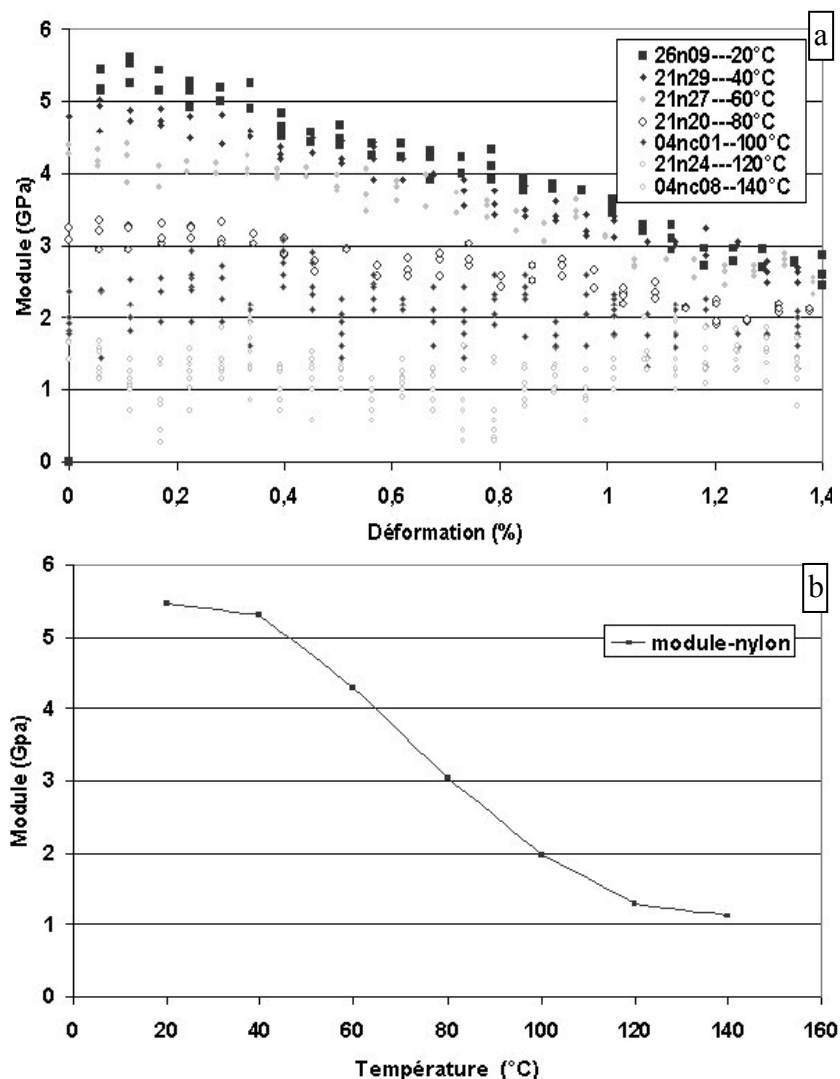 a
6
5
4
3
2
1
0
Module (GPa)
26n09---20°C
21n29---40°C
21n27---60°C
21n20---80°C
04nc01--100°C
21n24---120°C
04nc08--140°C
0 0,2 0,4 0,6 0,8 1 1,2 1,4
Déformation (%)
b
6
5
4
3
2
1
0
Module (Gpa)
module-nylon
0 20 40 60 80 100 120 140 160
Température (°C)